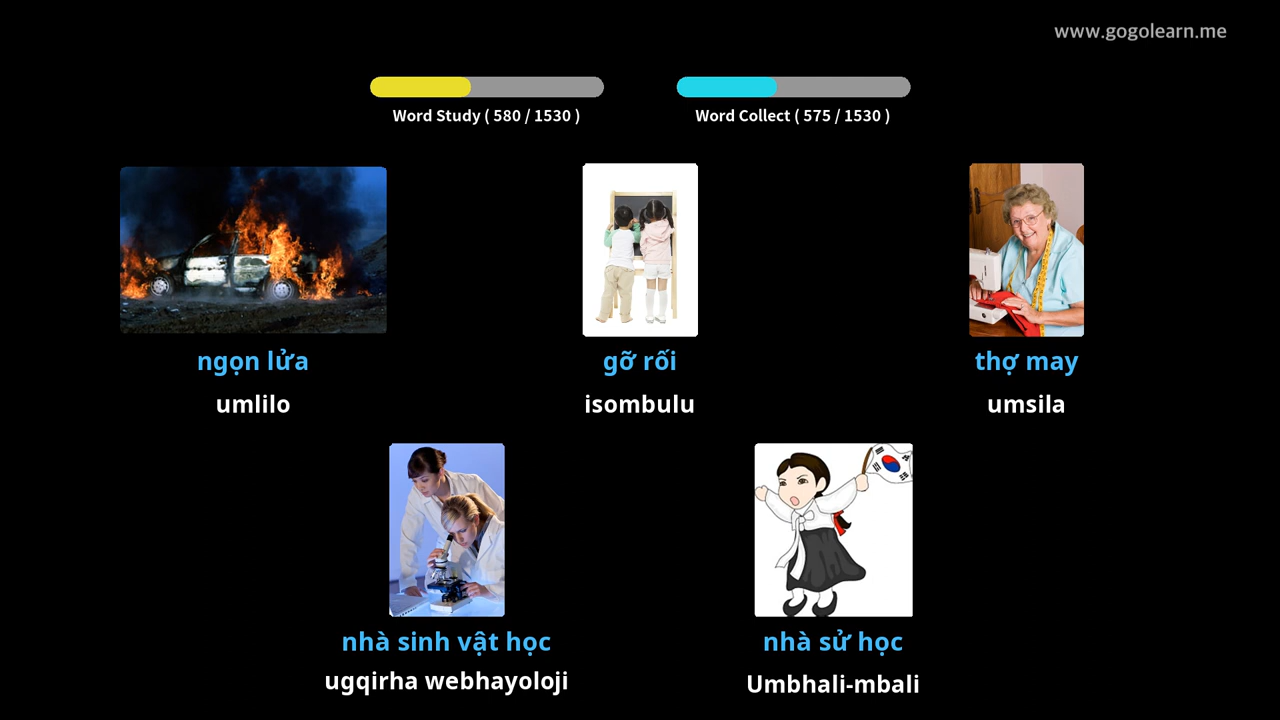 www.gogolearn.me
Word Study ( 580 / 1530 )
Word Collect ( 575 / 1530 )
ngọn lửa
umlilo
gỡ rối
isombulu
thợ may
umsila
nhà sinh vật học
ugqirha webhayoloji
nhà sử học
Umbhali-mbali